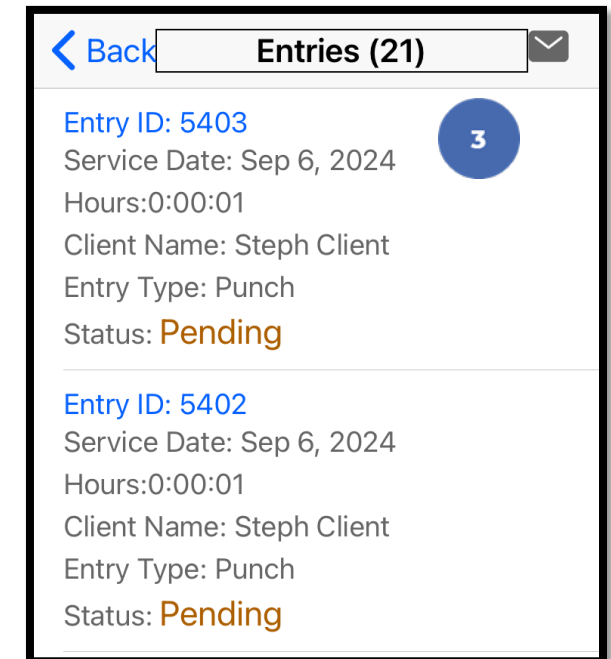 Back Entries (21)
Entry ID: 5403
3
Service Date: Sep 6, 2024
Hours:0:00:01
Client Name: Steph Client
Entry Type: Punch
Status: Pending
Entry ID: 5402
Service Date: Sep 6, 2024
Hours:0:00:01
Client Name: Steph Client
Entry Type: Punch
Status: Pending